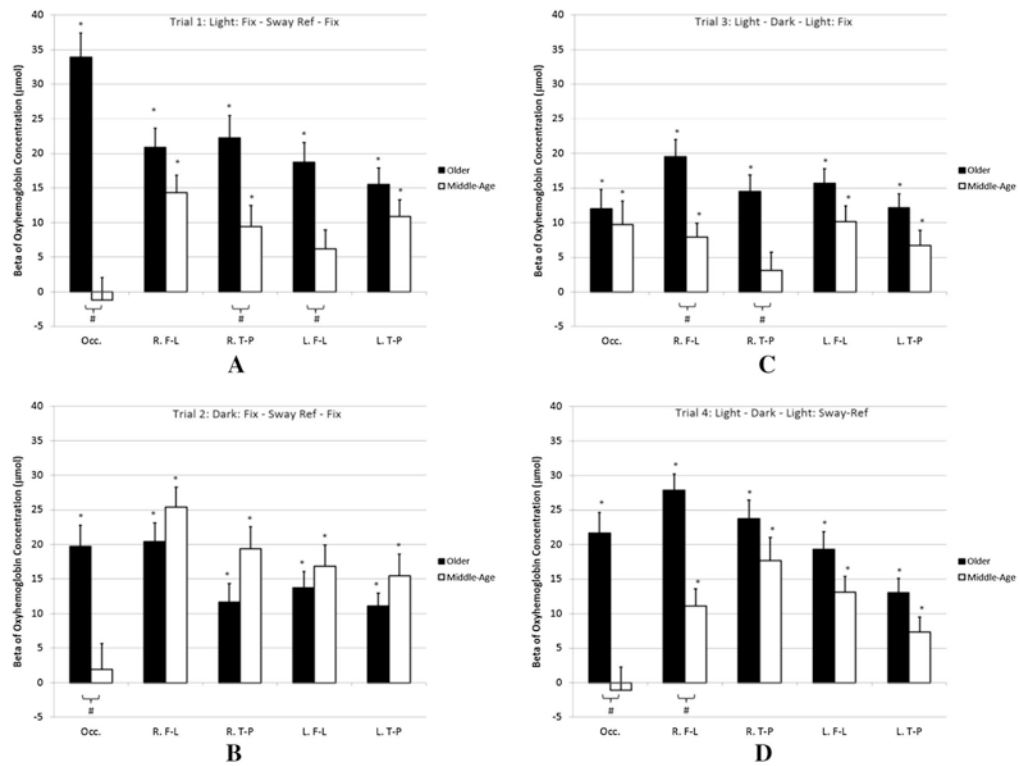 Trial 1: Light: Fix - Sway Ref - Fix
Beta of Oxyhemoglobin Concentration (µmol)
40
35
30
25
20
15
10
5
0
-5
* * * * * * * *
Older
Middle-Age
# # #
Occ. R. F-L R. T-P L. F-L L. T-P
A
Trial 3: Light - Dark - Light: Fix
Beta of Oxyhemoglobin Concentration (µmol)
40
35
30
25
20
15
10
5
0
-5
* * * * * * * * *
Older
Middle-Age
# #
Occ. R. F-L R. T-P L. F-L L. T-P
C
Trial 2: Dark: Fix - Sway Ref - Fix
Beta of Oxyhemoglobin Concentration (µmol)
40
35
30
25
20
15
10
5
0
-5
* * * * * * * * *
Older
Middle-Age
#
Occ. R. F-L R. T-P L. F-L L. T-P
B
Trial 4: Light - Dark - Light: Sway-Ref
Beta of Oxyhemoglobin Concentration (µmol)
40
35
30
25
20
15
10
5
0
-5
* * * * * * * * *
Older
Middle-Age
# #
Occ. R. F-L R. T-P L. F-L L. T-P
D